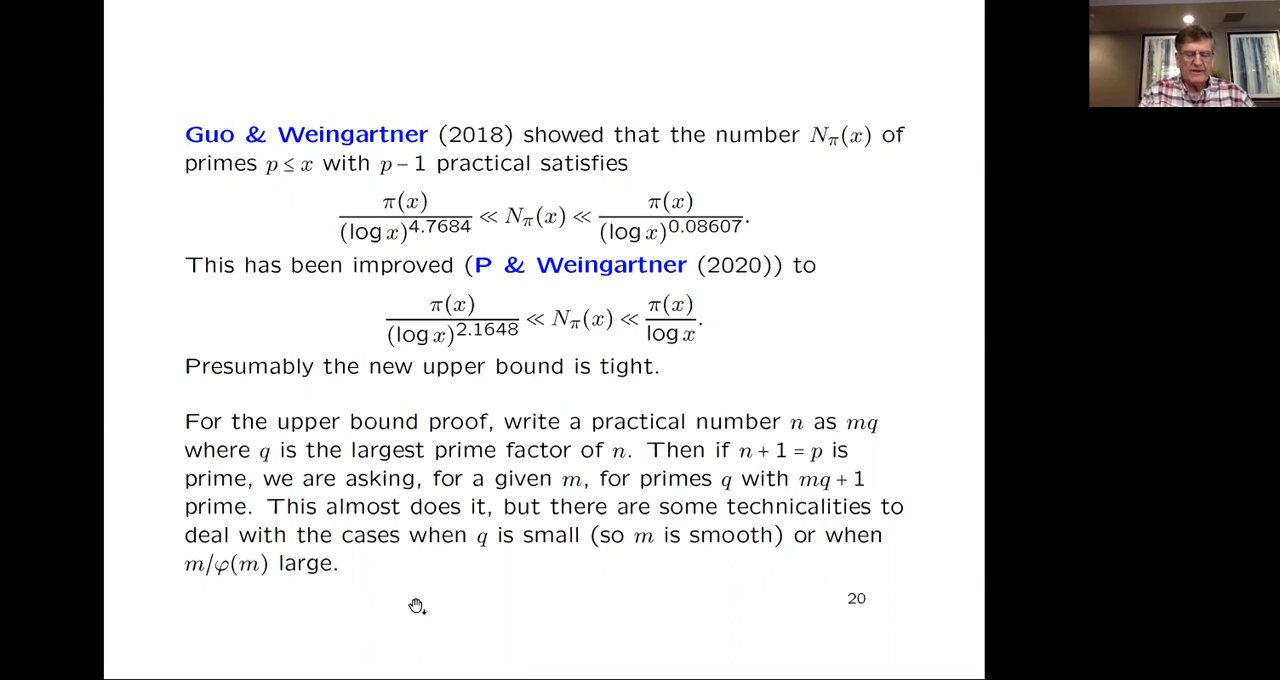 Guo & Weingartner (2018) showed that the number Nπ(x) of
primes p ≤ x with p − 1 practical satisfies
π(x)/(log x)^4.7684 ≪ Nπ(x) ≪ π(x)/(log x)^0.08607.
This has been improved (P & Weingartner (2020)) to
π(x)/(log x)^2.1648 ≪ Nπ(x) ≪ π(x)/log x.
Presumably the new upper bound is tight.
For the upper bound proof, write a practical number n as mq
where q is the largest prime factor of n. Then if n + 1 = p is
prime, we are asking, for a given m, for primes q with mq + 1
prime. This almost does it, but there are some technicalities to
deal with the cases when q is small (so m is smooth) or when
m/φ(m) large.
20